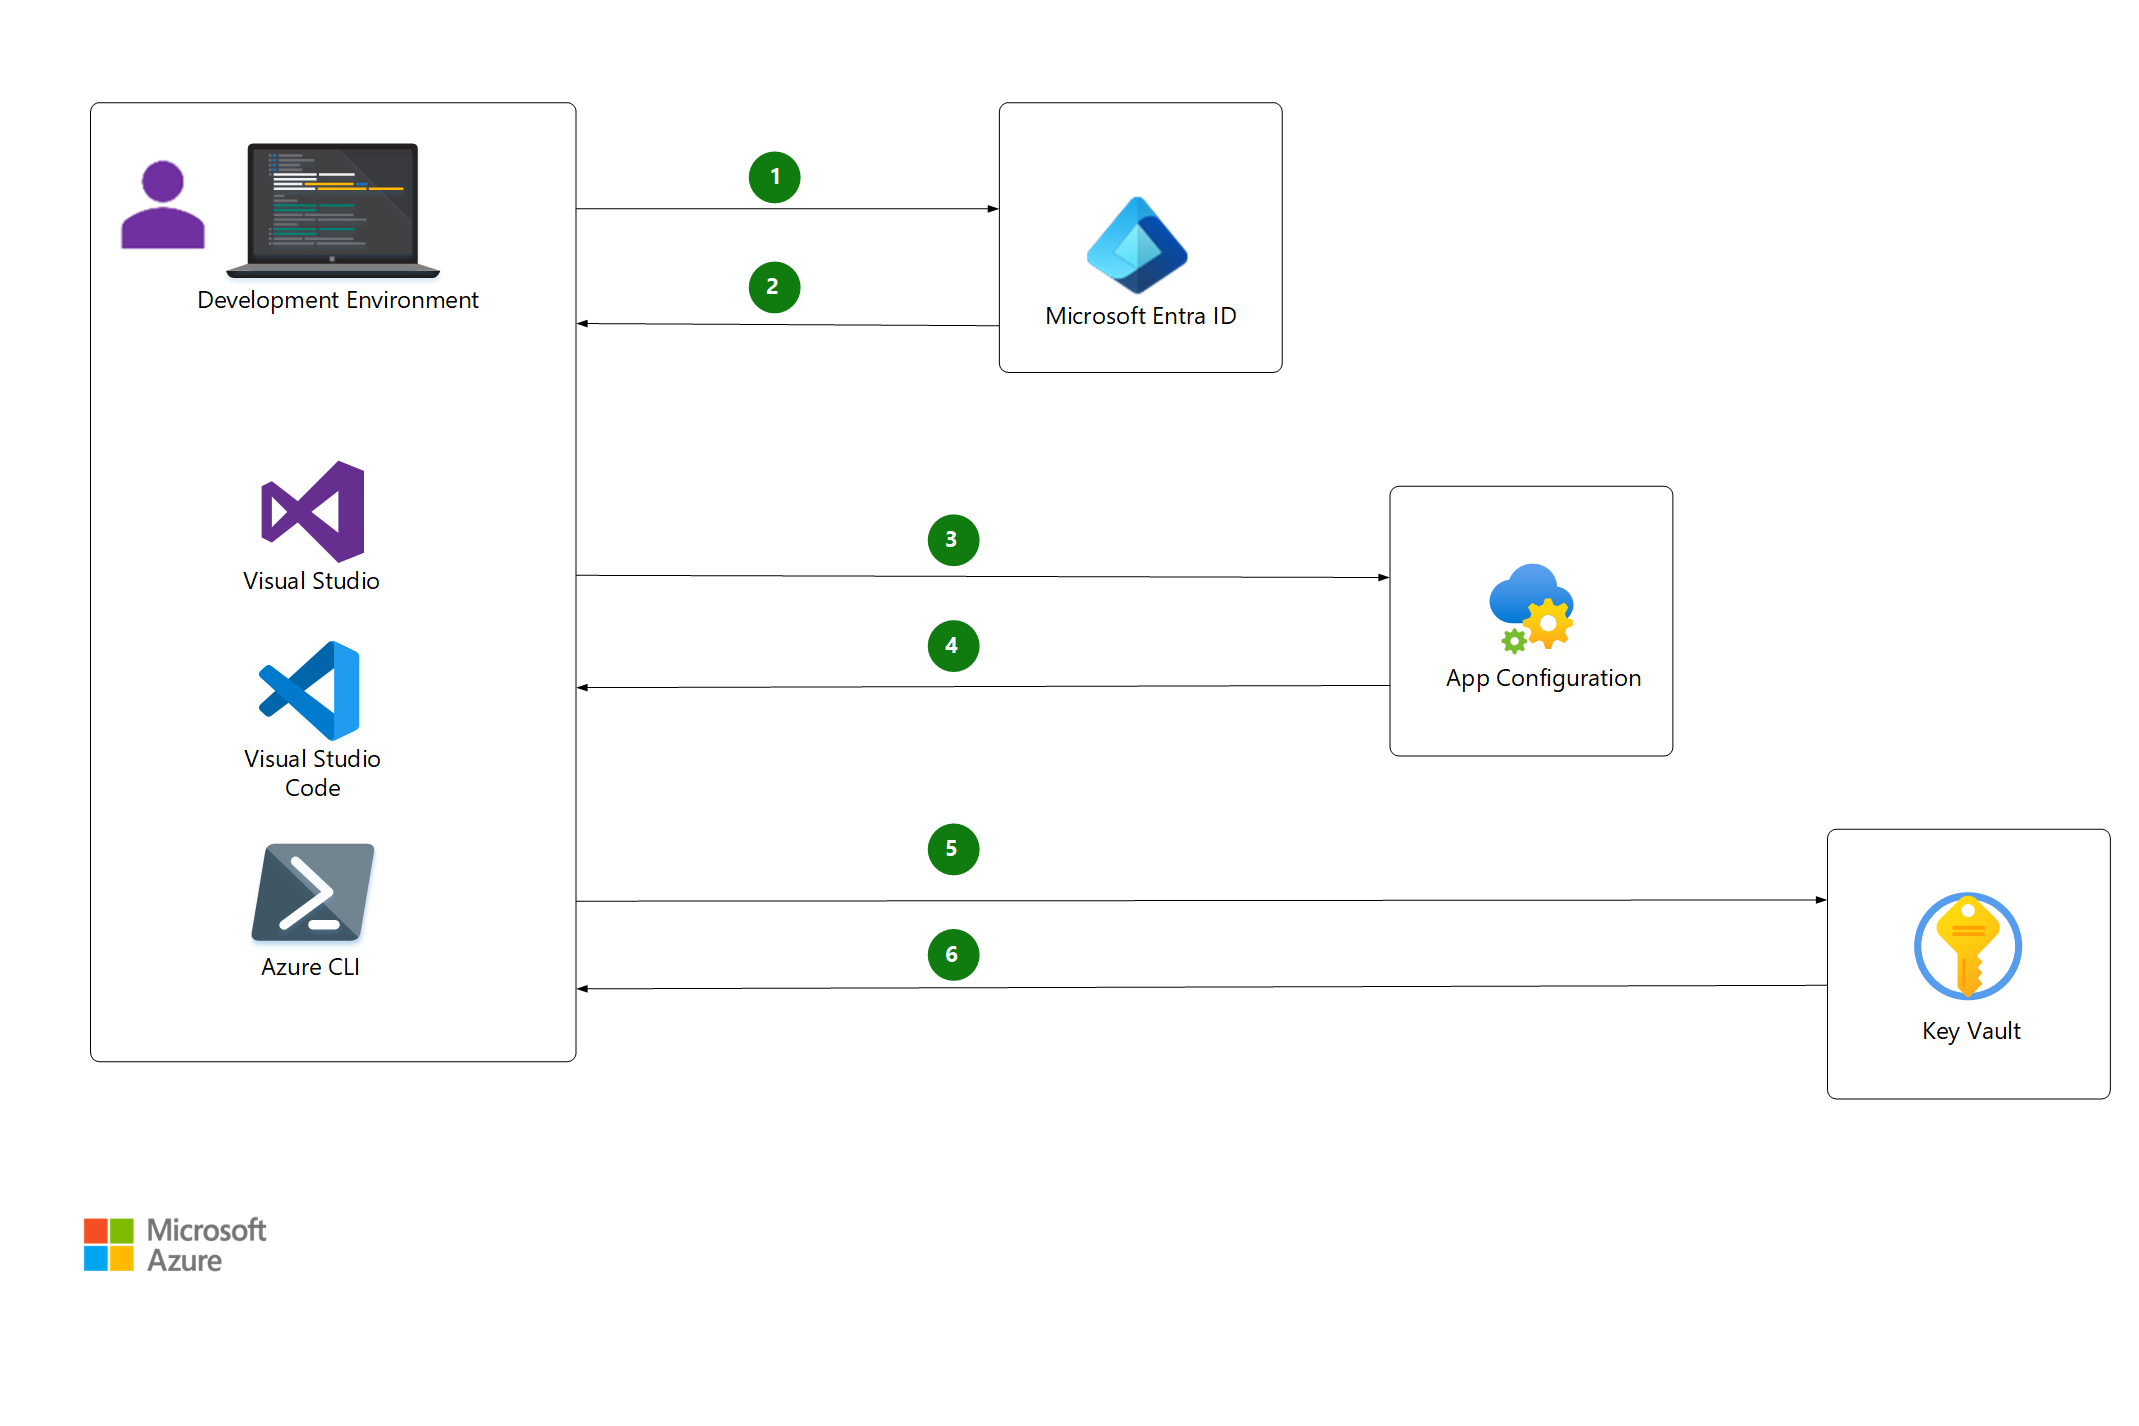 1
2
Development Environment
Microsoft Entra ID
3
Visual Studio
4
App Configuration
Visual Studio
Code
5
6
Azure CLI
Key Vault
Microsoft
Azure